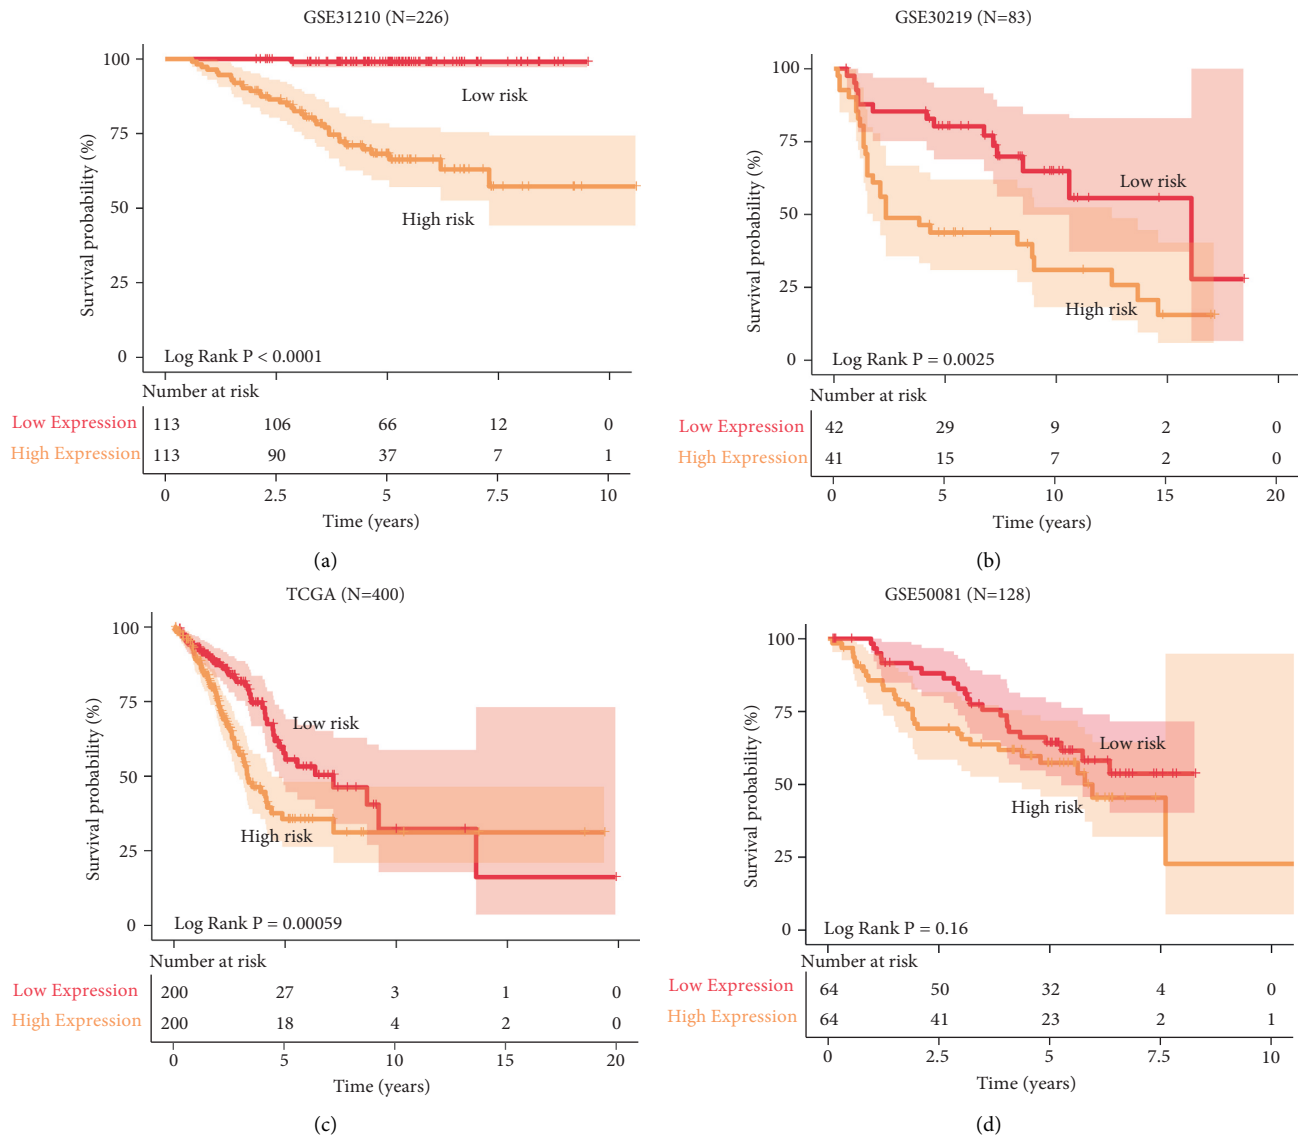 GSE31210 (N=226)
Survival probability (%)
100
75
50
25
0
Low risk
High risk
Log Rank P < 0.0001
Number at risk
Low Expression 113 106 66 12 0
High Expression 113 90 37 7 1
0 2.5 5 7.5 10
Time (years)
(a)
GSE30219 (N=83)
Survival probability (%)
100
75
50
25
0
Low risk
High risk
Log Rank P = 0.0025
Number at risk
Low Expression 42 29 9 2 0
High Expression 41 15 7 2 0
0 5 10 15 20
Time (years)
(b)
TCGA (N=400)
Survival probability (%)
100
75
50
25
0
Low risk
High risk
Log Rank P = 0.00059
Number at risk
Low Expression 200 27 3 1 0
High Expression 200 18 4 2 0
0 5 10 15 20
Time (years)
(c)
GSE50081 (N=128)
Survival probability (%)
100
75
50
25
0
Low risk
High risk
Log Rank P = 0.16
Number at risk
Low Expression 64 50 32 4 0
High Expression 64 41 23 2 1
0 2.5 5 7.5 10
Time (years)
(d)